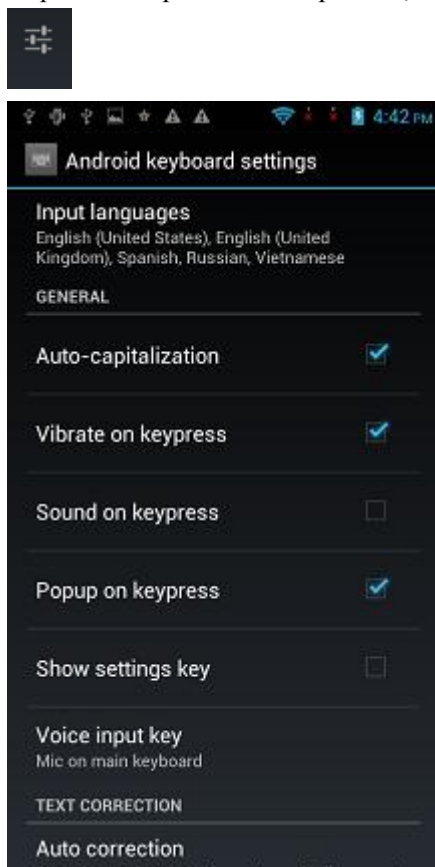 4:42 PM
Android keyboard settings
Input languages
English (United States), English (United
Kingdom), Spanish, Russian, Vietnamese
GENERAL
Auto-capitalization
Vibrate on keypress
Sound on keypress
Popup on keypress
Show settings key
Voice input key
Mic on main keyboard
TEXT CORRECTION
Auto correction